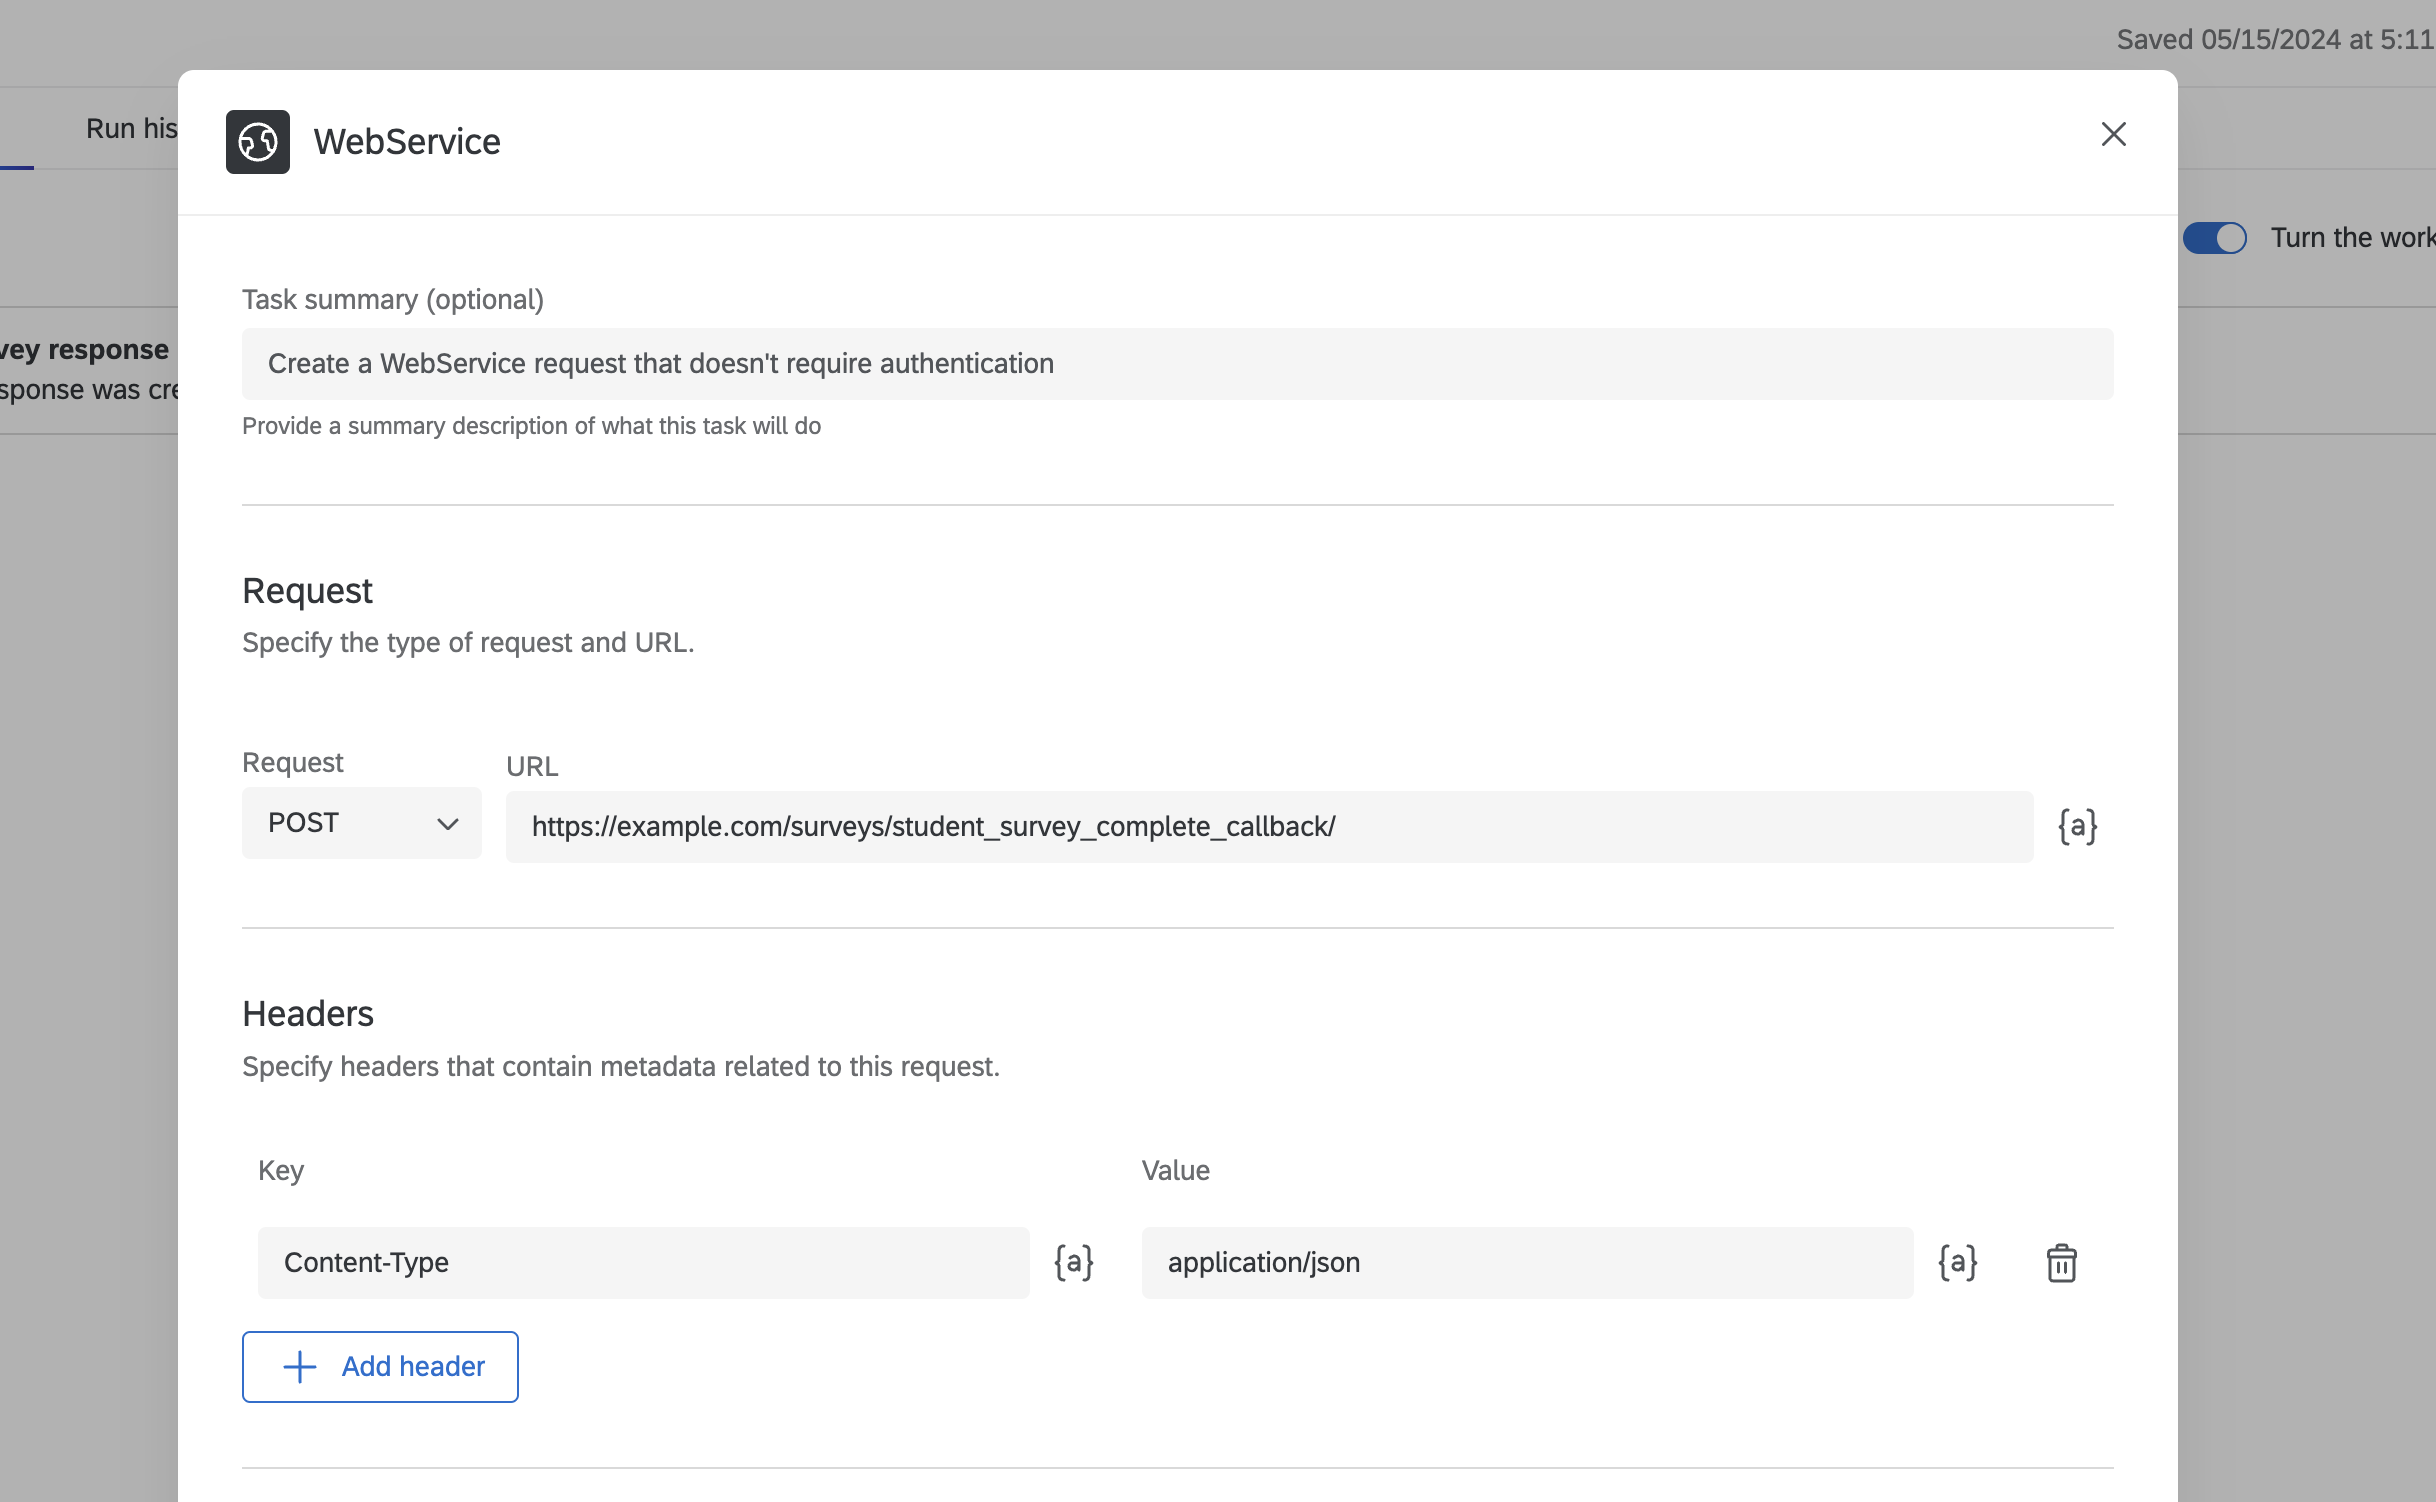 Saved 05/15/2024 at 5:11
Run his
WebService
Turn the work
Task summary (optional)
vey response
Create a WebService request that doesn't require authentication
sponse was cre
Provide a summary description of what this task will do
Request
Specify the type of request and URL.
Request
URL
POST
https://example.com/surveys/student_survey_complete_callback/
{a}
Headers
Specify headers that contain metadata related to this request.
Key
Value
Content-Type
{a}
application/json
{a}
Add header